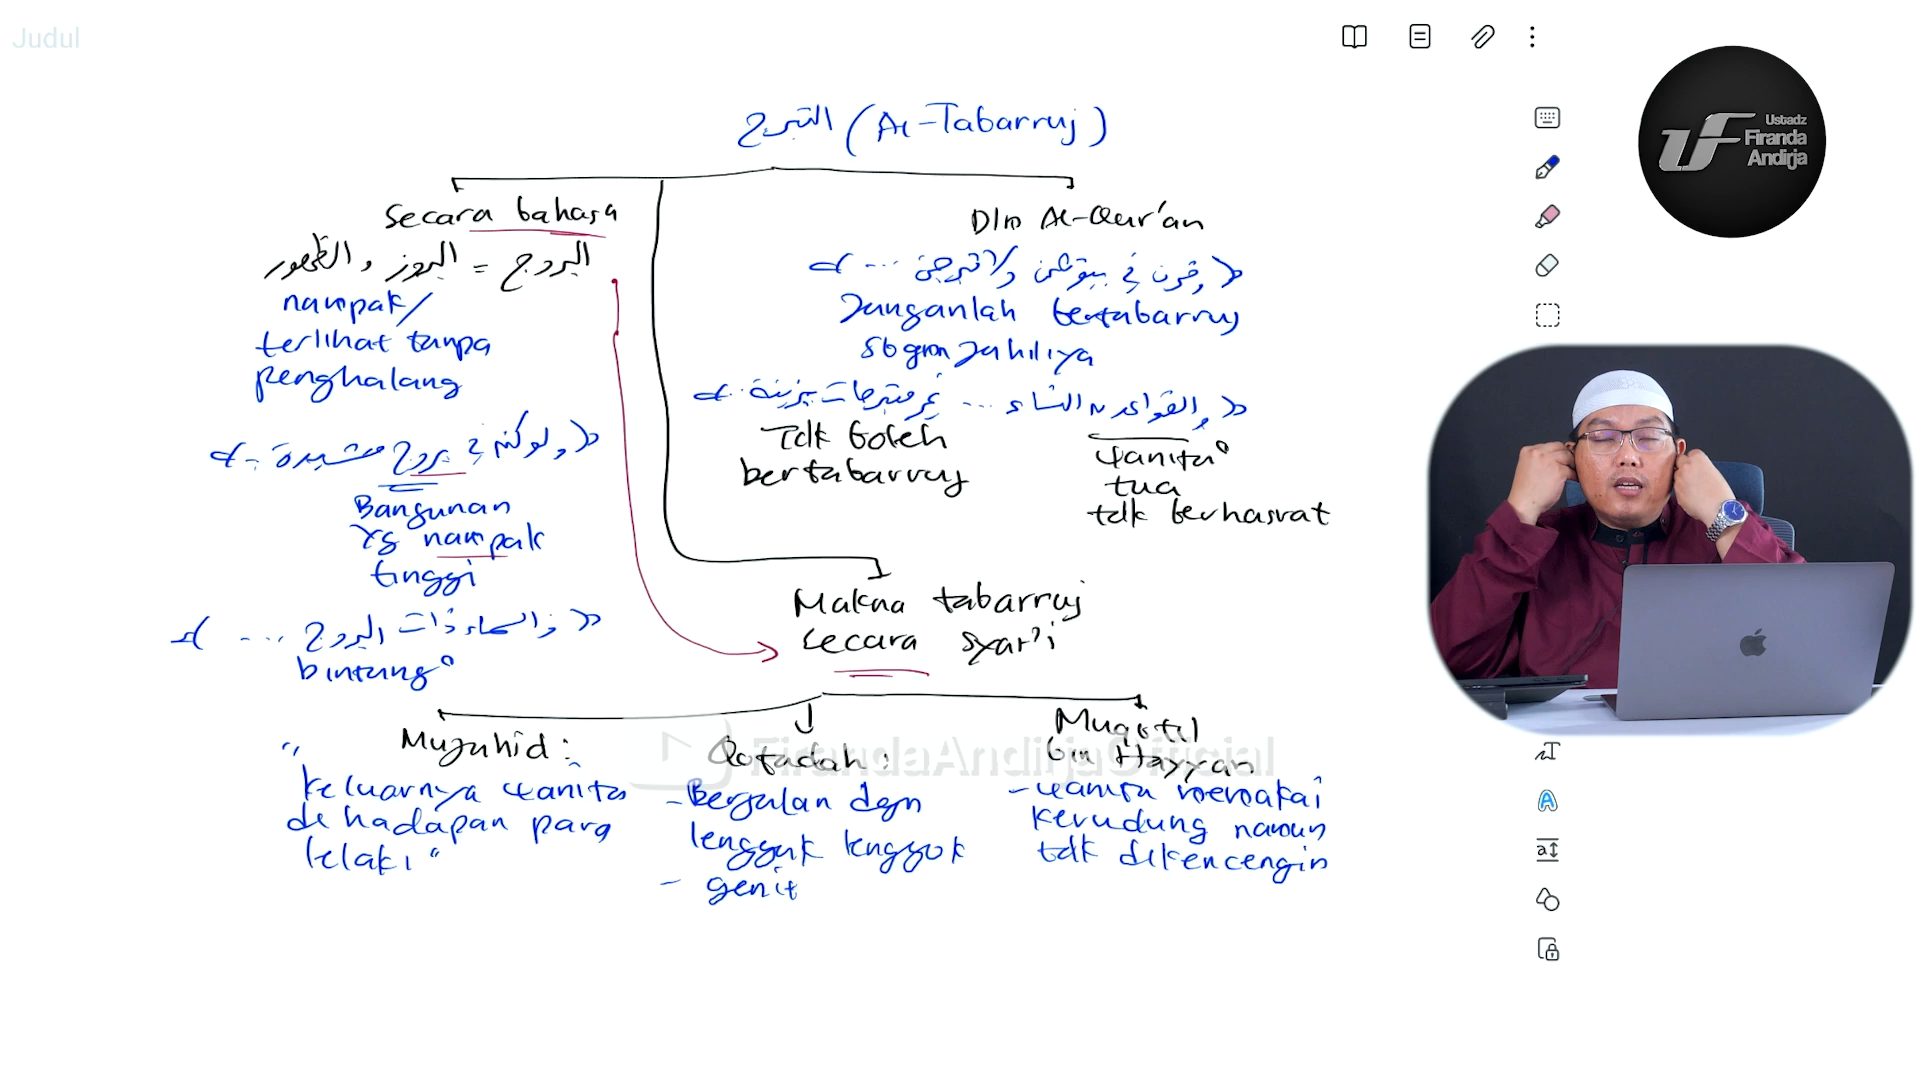 Judul
Ustadz
Firanda
Andirja
التبرج (At-Tabarruj)
Secara bahasa
البروج = البروز و الظهور
nampak/
terlihat tanpa
penghalang
ولو كنتم في بروج مشيدة
Bangunan
yg nampak
tinggi
والسماء ذات البروج ...
bintang²
Dlm Al-Qur'an
وقرن في بيوتكن ولا تبرجن ...
Janganlah bertabarruj
sbgmn Jahiliya
والقواعد من النساء ... غير متبرجات بزينة
Tdk boleh
bertabarruj
wanita²
tua
tdk berhasrat
Makna tabarruj
secara syar'i
Mujahid:
"keluarnya wanita
di hadapan para
lelaki"
Qotadah:
- Berjalan dgn
lenggak lenggok
- genit
Muqotil
bin Hayyan
- wanita memakai
kerudung namun
tdk dikencengin
FirandaAndirjaOfficial